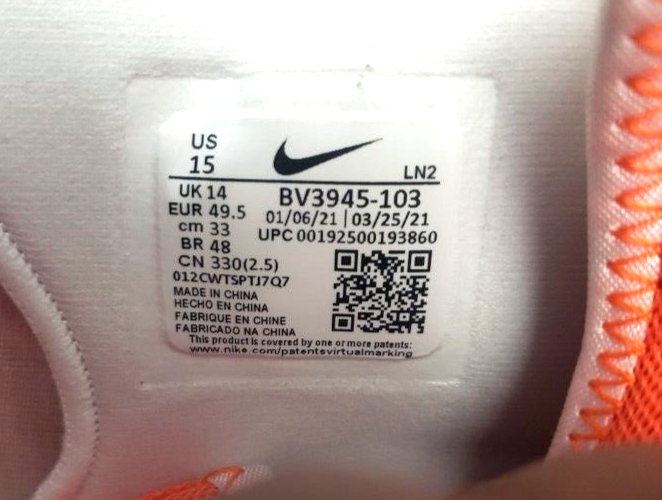 US
15
LN2
UK 14
EUR 49.5
cm 33
BR 48
CN 330(2.5)
012CWTSPTJ7Q7
BV3945-103
01/06/21 | 03/25/21
UPC 00192500193860
MADE IN CHINA
HECHO EN CHINA
FABRIQUE EN CHINE
FABRICADO NA CHINA
This product is covered by one or more patents:
www.nike.com/patentsvirtualmarking